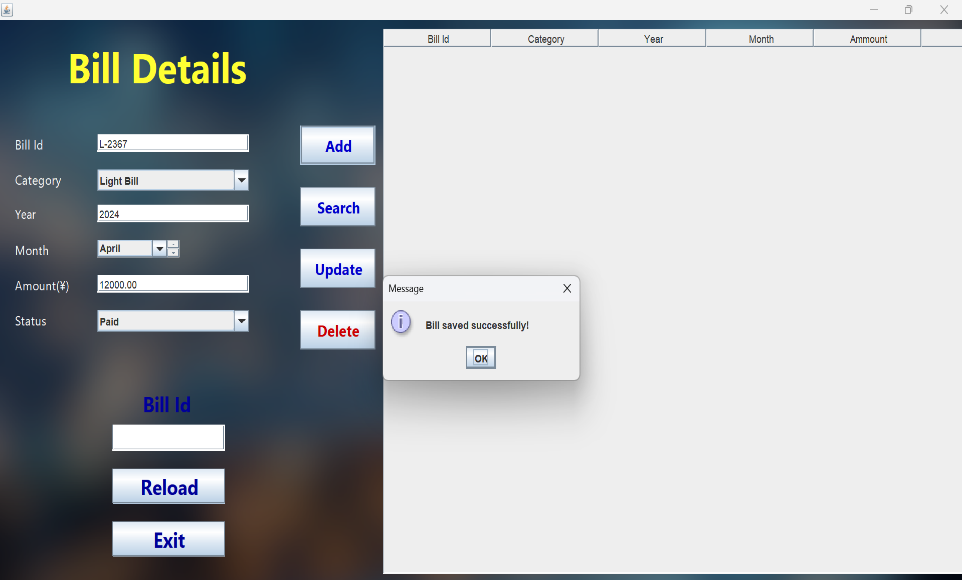 Bill Details
Bill Id L-2367
Category Light Bill
Year 2024
Month April
Amount(¥) 12000.00
Status Paid
Add
Search
Update
Delete
Bill Id
Reload
Exit
Bill Id Category Year Month Ammount
Message
Bill saved successfully!
OK